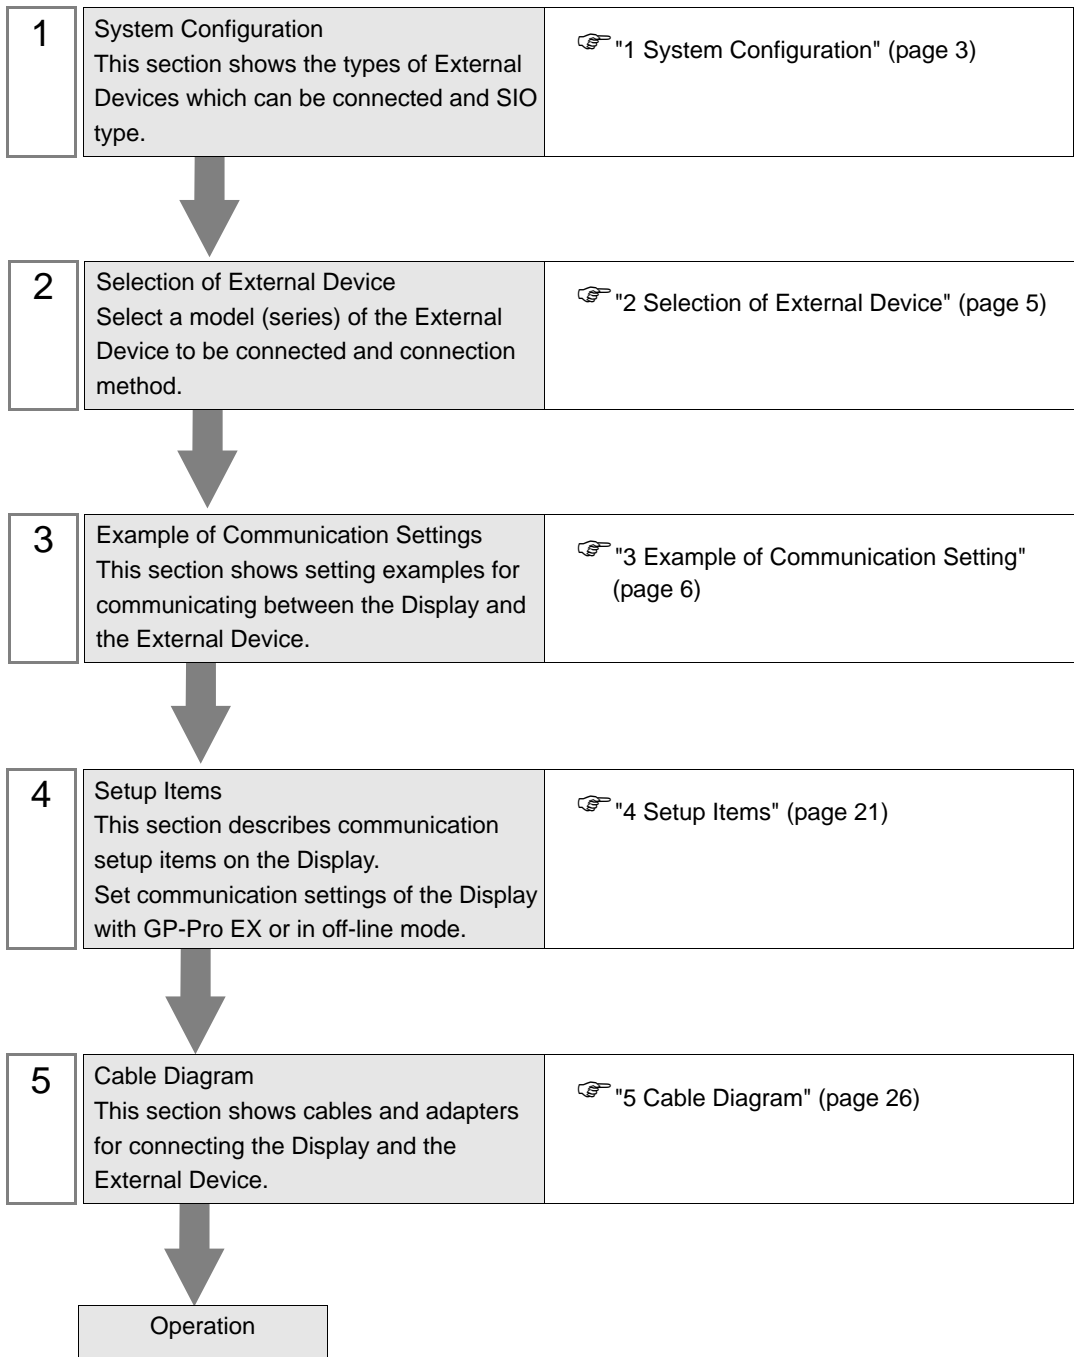 1
System Configuration
This section shows the types of External
Devices which can be connected and SIO
type.
"1 System Configuration" (page 3)
2
Selection of External Device
Select a model (series) of the External
Device to be connected and connection
method.
"2 Selection of External Device" (page 5)
3
Example of Communication Settings
This section shows setting examples for
communicating between the Display and
the External Device.
"3 Example of Communication Setting"
(page 6)
4
Setup Items
This section describes communication
setup items on the Display.
Set communication settings of the Display
with GP-Pro EX or in off-line mode.
"4 Setup Items" (page 21)
5
Cable Diagram
This section shows cables and adapters
for connecting the Display and the
External Device.
"5 Cable Diagram" (page 26)
Operation